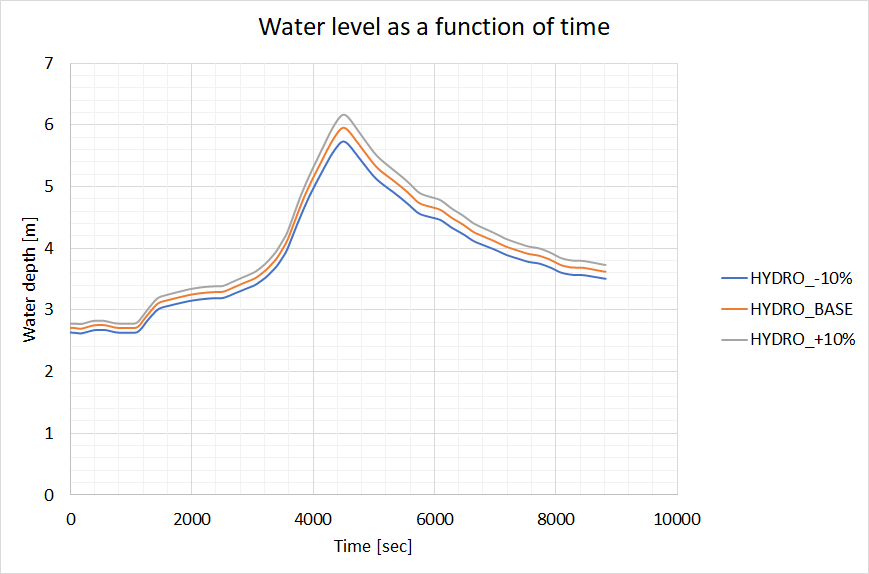 Water level as a function of time
7
6
5
4
3
2
1
0
Water depth [m]
0 2000 4000 6000 8000 10000
Time [sec]
HYDRO_-10%
HYDRO_BASE
HYDRO_+10%